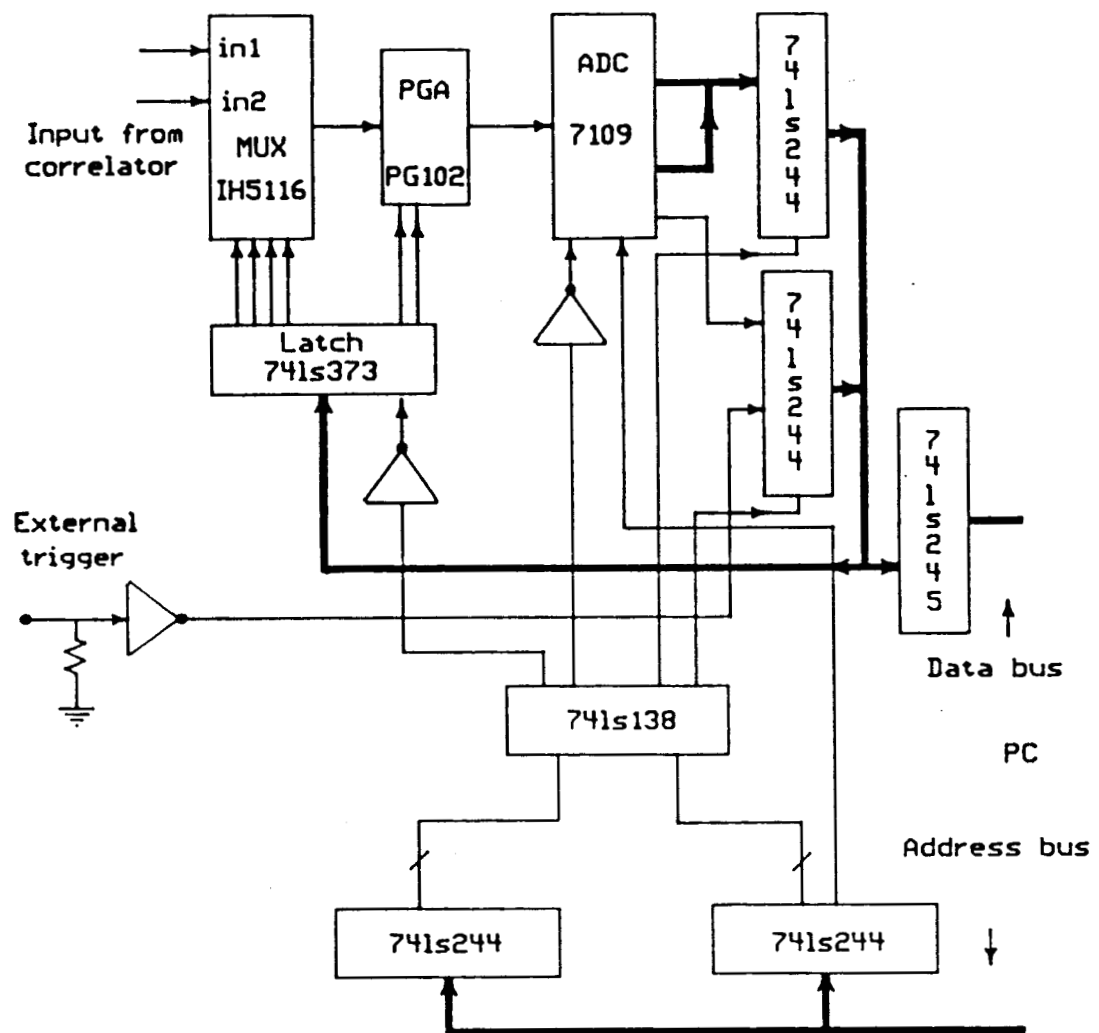 in1
in2
Input from
correlator
MUX
IH5116
PGA
PG102
ADC
7109
74ls244
74ls244
74ls245
Latch
74ls373
External
trigger
74ls138
Data bus
PC
Address bus
74ls244
74ls244